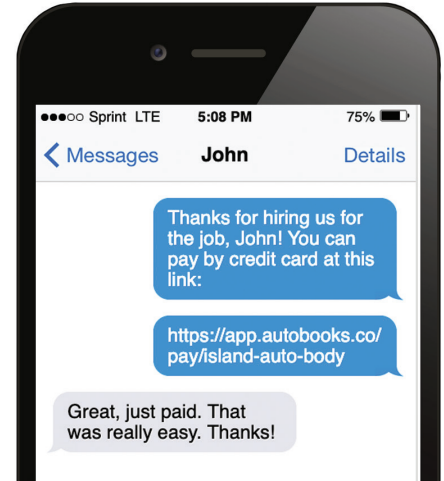 Sprint LTE 5:08 PM 75%
Messages John Details
Thanks for hiring us for
the job, John! You can
pay by credit card at this
link:
https://app.autobooks.co/
pay/island-auto-body
Great, just paid. That
was really easy. Thanks!